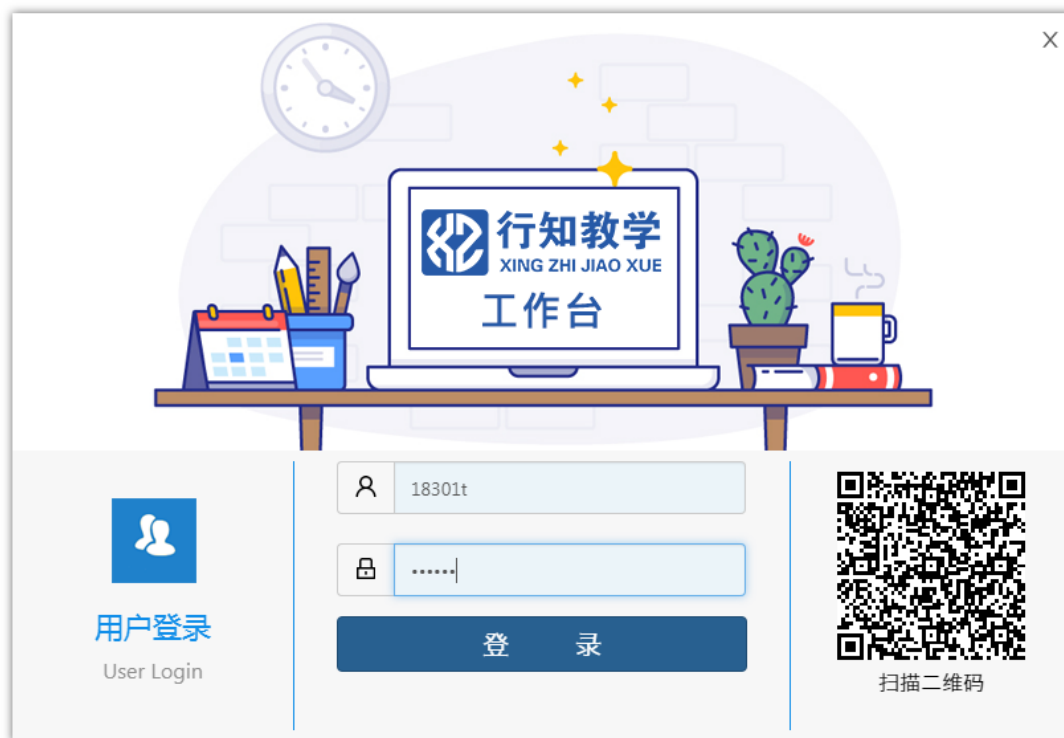 X
行知教学
XING ZHI JIAO XUE
工作台
用户登录
User Login
18301t
••••••
登 录
扫描二维码